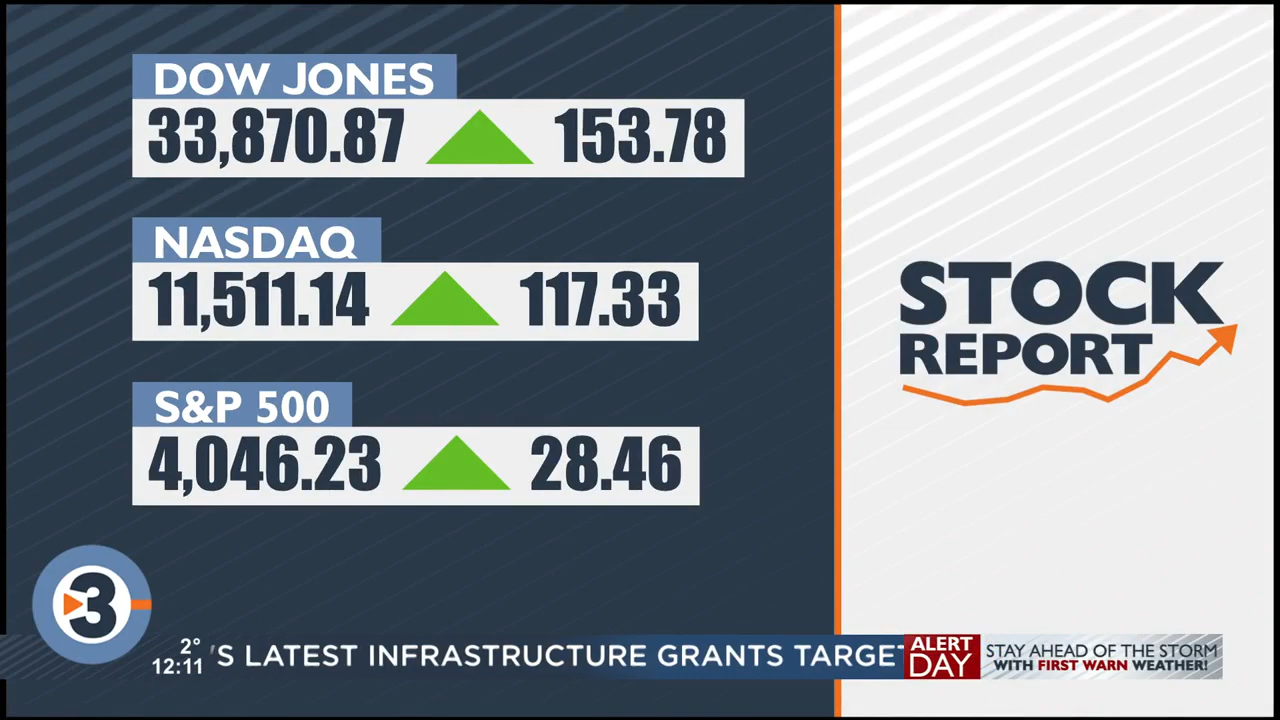 DOW JONES
33,870.87 153.78
NASDAQ
11,511.14 117.33
S&P 500
4,046.23 28.46
STOCK
REPORT
3
2°
12:11
'S LATEST INFRASTRUCTURE GRANTS TARGET
ALERT
DAY
STAY AHEAD OF THE STORM
WITH FIRST WARN WEATHER!